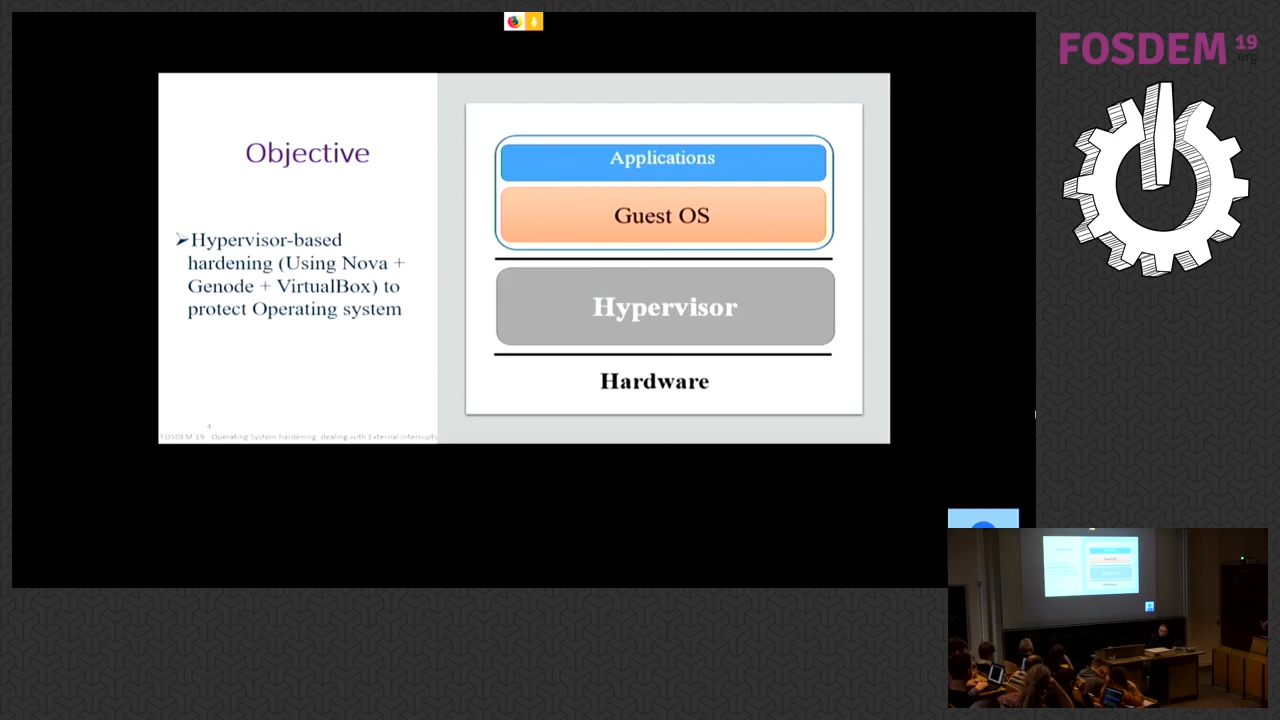 FOSDEM 19
.org
Objective
➢Hypervisor-based
hardening (Using Nova +
Genode + VirtualBox) to
protect Operating system
Applications
Guest OS
Hypervisor
Hardware
4
FOSDEM'19 - Operating System hardening: dealing with External interrupts